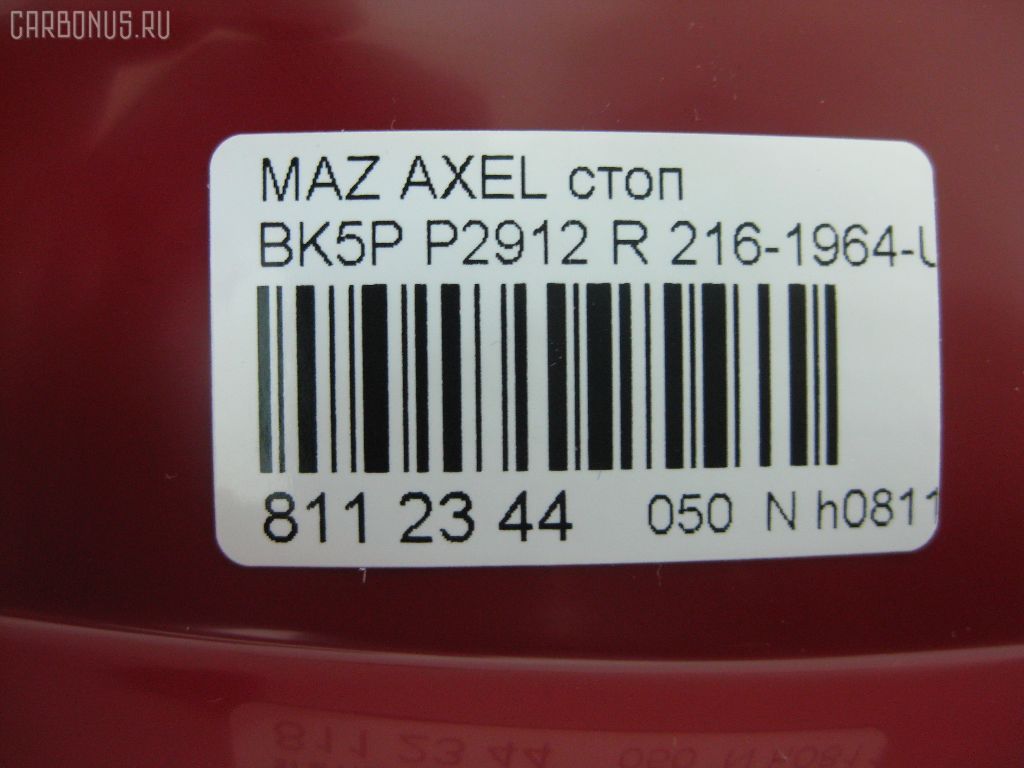 CARBONUS.RU
MAZ AXEL стоп
BK5P P2912 R 216-1964-U
811 23 44 050 N h0811